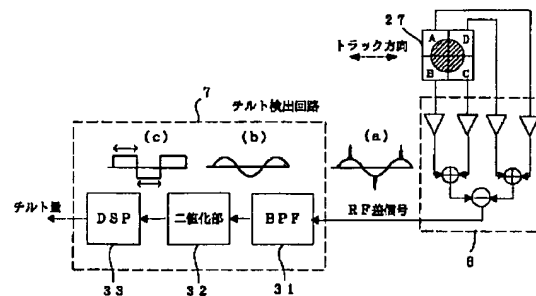 27
A D
B C
トラック方向
7
チルト検出回路
(c) (b) (a)
チルト量
DSP
二値化部
BPF
RF差信号
33
32
31
6